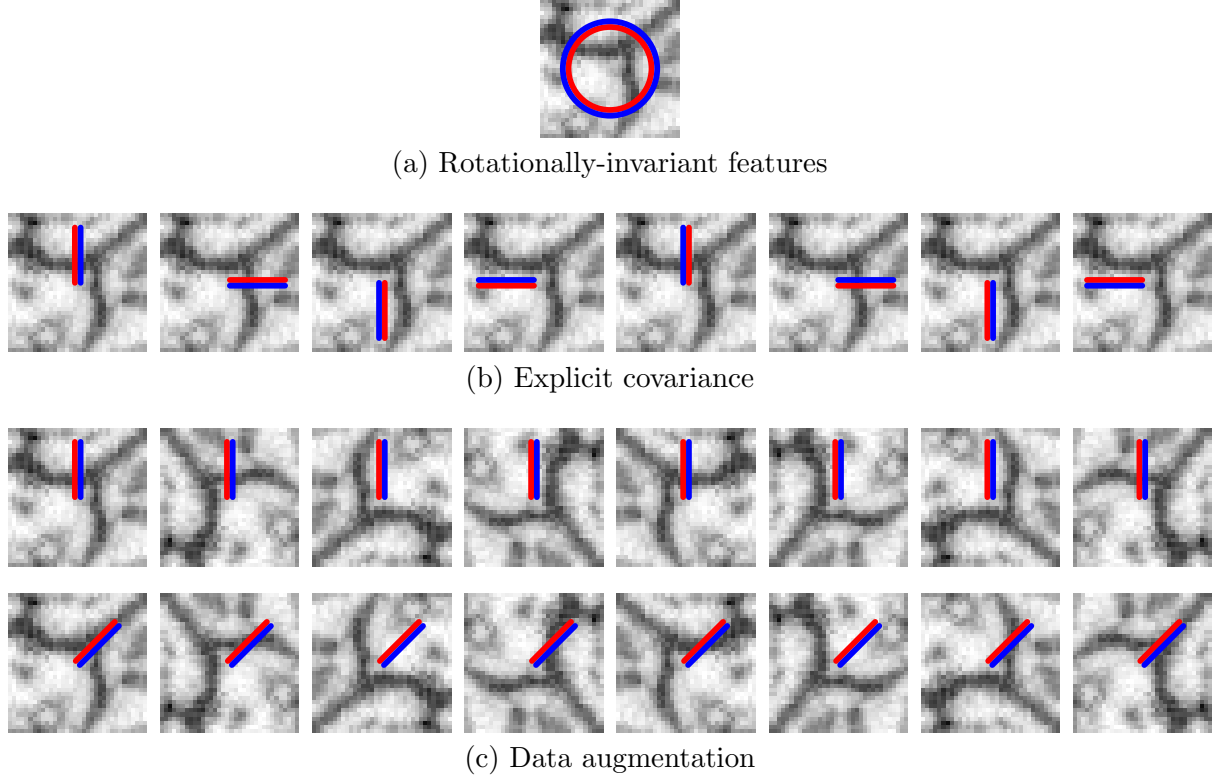 (a) Rotationally-invariant features
(b) Explicit covariance
(c) Data augmentation